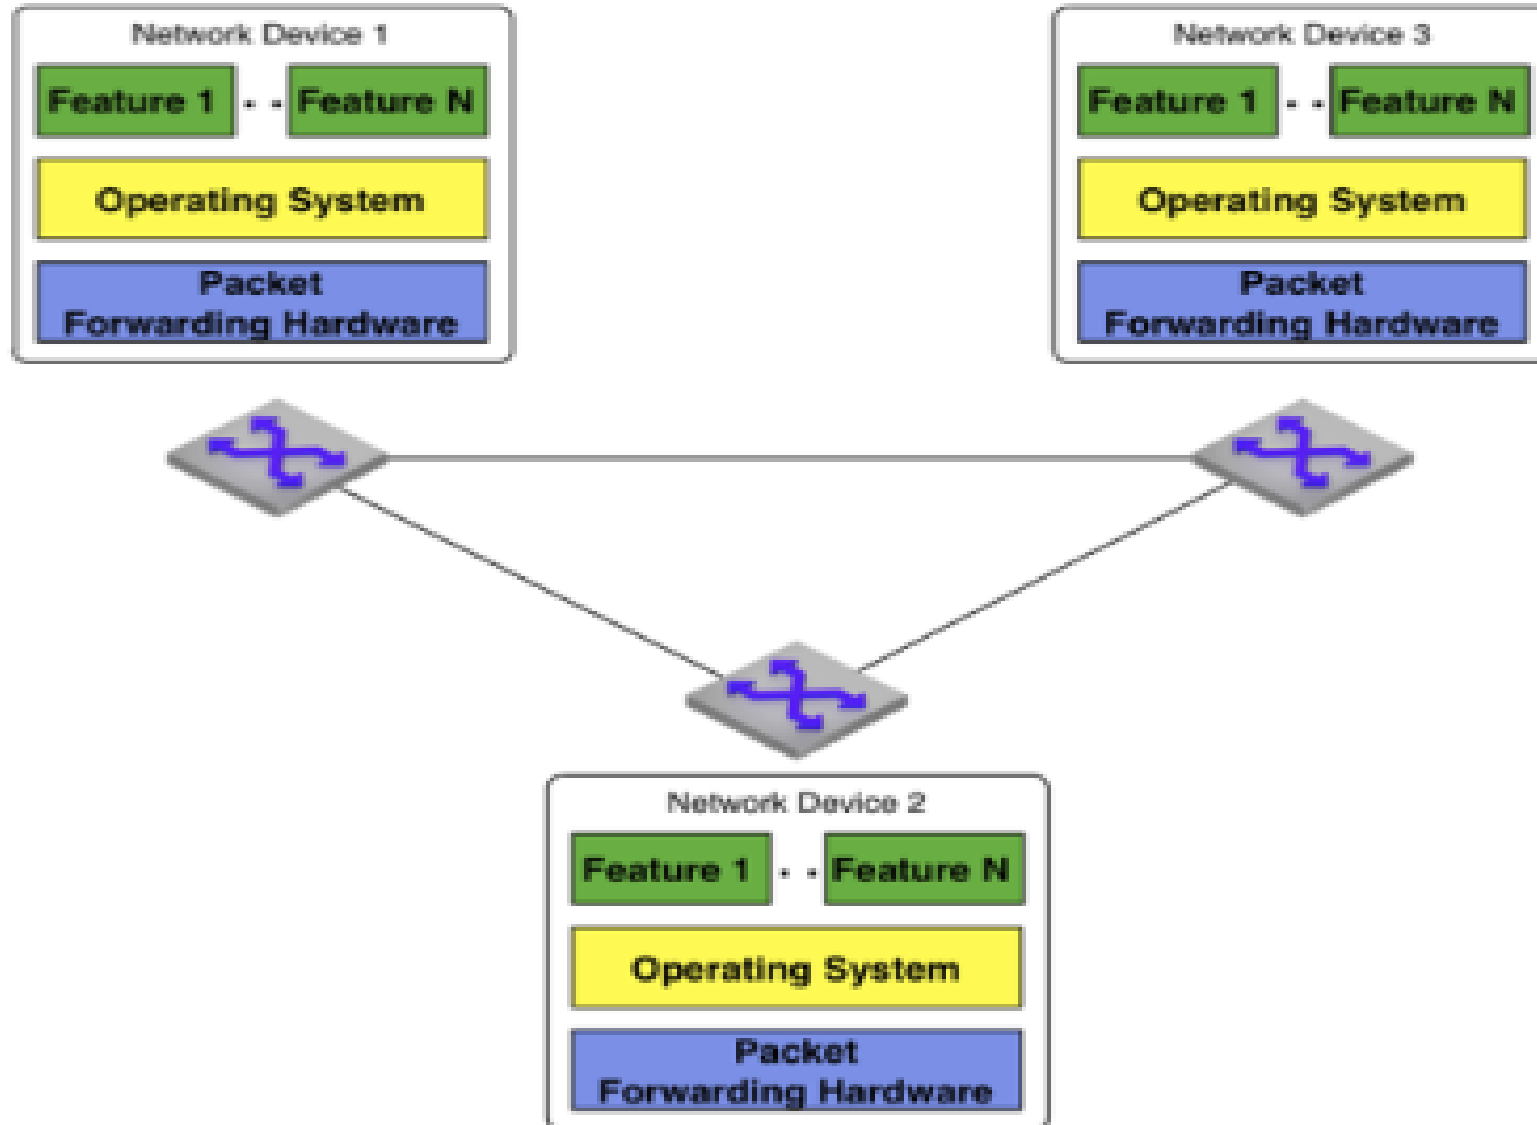 Network Device 1
Feature 1 . . Feature N
Operating System
Packet
Forwarding Hardware
Network Device 3
Feature 1 . . Feature N
Operating System
Packet
Forwarding Hardware
Network Device 2
Feature 1 . . Feature N
Operating System
Packet
Forwarding Hardware